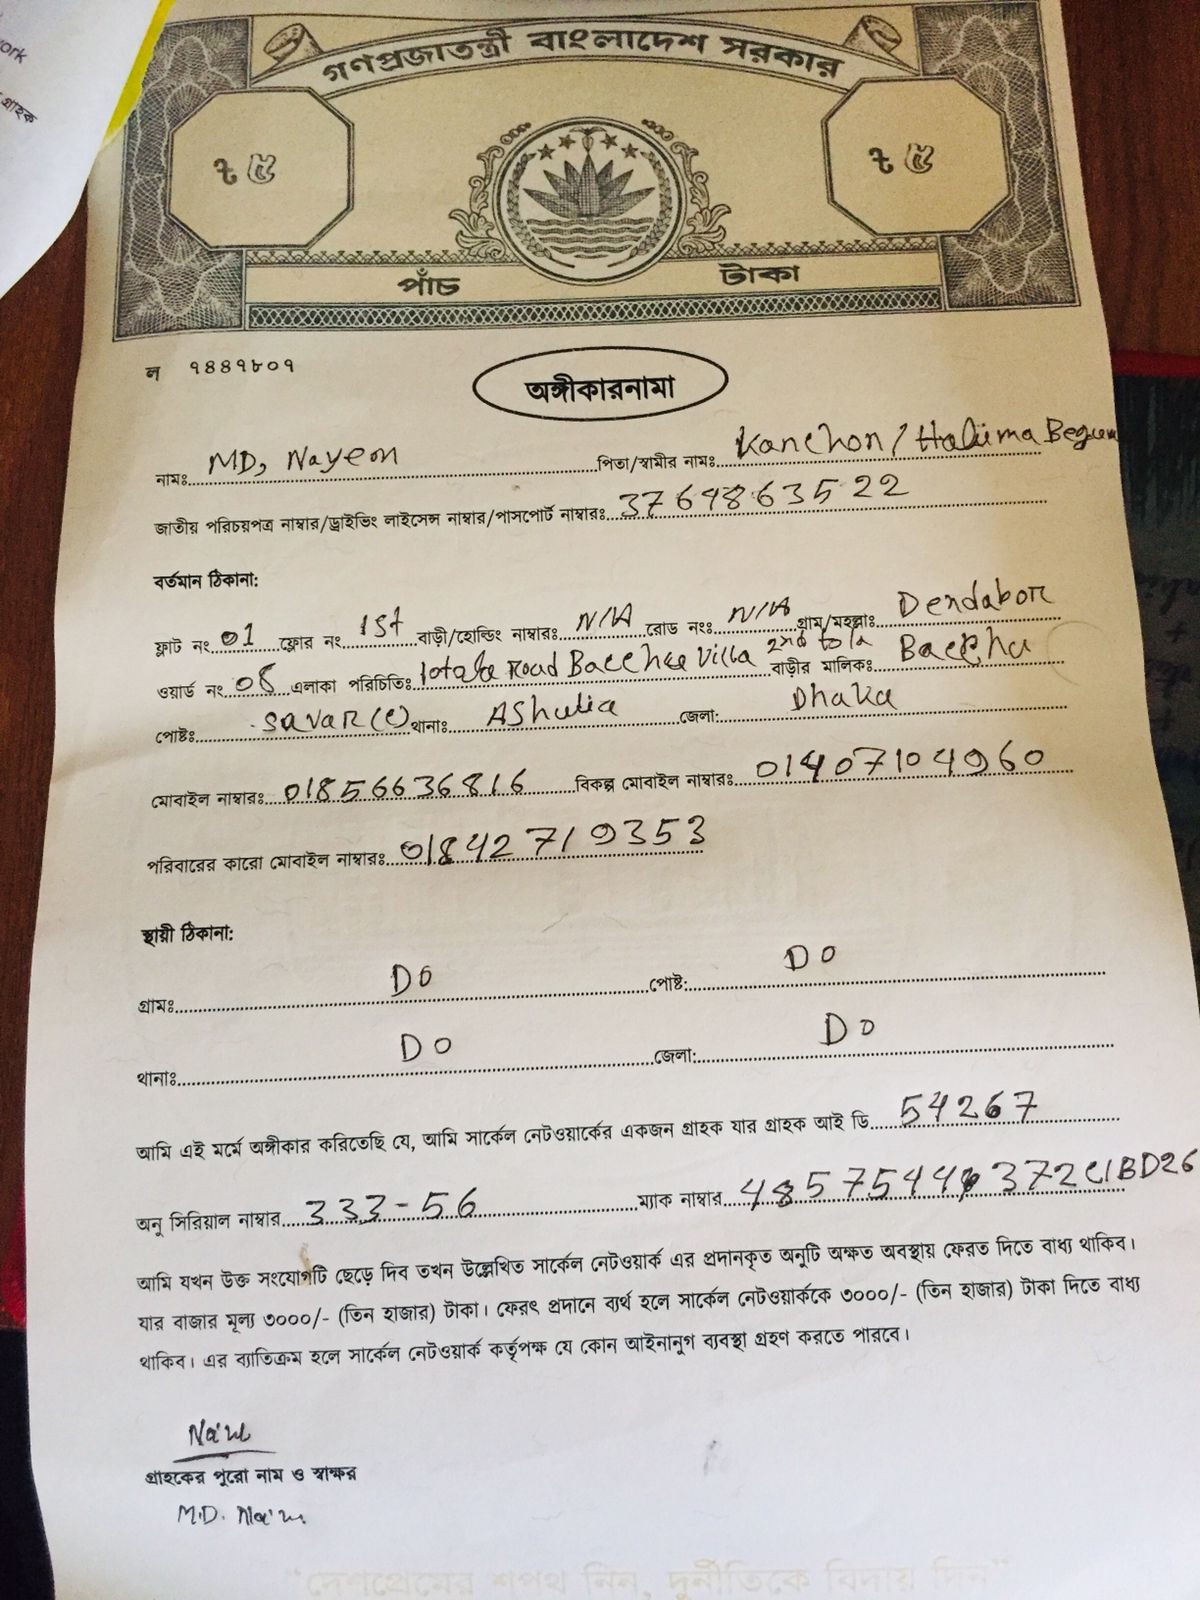 ork
গ্রাহক
গণপ্রজাতন্ত্রী বাংলাদেশ সরকার
৳ ৫ ৳ ৫
পাঁচ টাকা
ল ৭৪৪৭৮০৭
অঙ্গীকারনামা
নামঃ MD, Nayem পিতা/স্বামীর নামঃ Kanchon / Halima Begum
জাতীয় পরিচয়পত্র নাম্বার/ড্রাইভিং লাইসেন্স নাম্বার/পাসপোর্ট নাম্বারঃ 3764863522
বর্তমান ঠিকানা:
ফ্লাট নং 01 ফ্লোর নং 1st বাড়ী/হোল্ডিং নাম্বারঃ N/A রোড নংঃ N/A গ্রাম/মহল্লাঃ Dendabor
ওয়ার্ড নং 08 এলাকা পরিচিতিঃ Road Villa 2nd tola বাড়ীর মালিকঃ
পোষ্টঃ Savar (c) থানাঃ Ashulia জেলা: Dhaka
মোবাইল নাম্বারঃ 01856636816 বিকল্প মোবাইল নাম্বারঃ 01407104960
পরিবারের কারো মোবাইল নাম্বারঃ 01842719353
স্থায়ী ঠিকানা:
গ্রামঃ DO পোষ্ট: DO
থানাঃ DO জেলা: DO
আমি এই মর্মে অঙ্গীকার করিতেছি যে, আমি সার্কেল নেটওয়ার্কের একজন গ্রাহক যার গ্রাহক আই ডি 54267
অনু সিরিয়াল নাম্বার 333-56 ম্যাক নাম্বার
আমি যখন উক্ত সংযোগটি ছেড়ে দিব তখন উল্লেখিত সার্কেল নেটওয়ার্ক এর প্রদানকৃত অনুটি অক্ষত অবস্থায় ফেরত দিতে বাধ্য থাকিব।
যার বাজার মূল্য ৩০০০/- (তিন হাজার) টাকা। ফেরৎ প্রদানে ব্যর্থ হলে সার্কেল নেটওয়ার্ককে ৩০০০/- (তিন হাজার) টাকা দিতে বাধ্য
থাকিব। এর ব্যাতিক্রম হলে সার্কেল নেটওয়ার্ক কর্তৃপক্ষ যে কোন আইনানুগ ব্যবস্থা গ্রহণ করতে পারবে।
গ্রাহকের পুরো নাম ও স্বাক্ষর
M.D.
"দেশপ্রেমের শপথ নিন, দুর্নীতিকে বিদায় দিন"